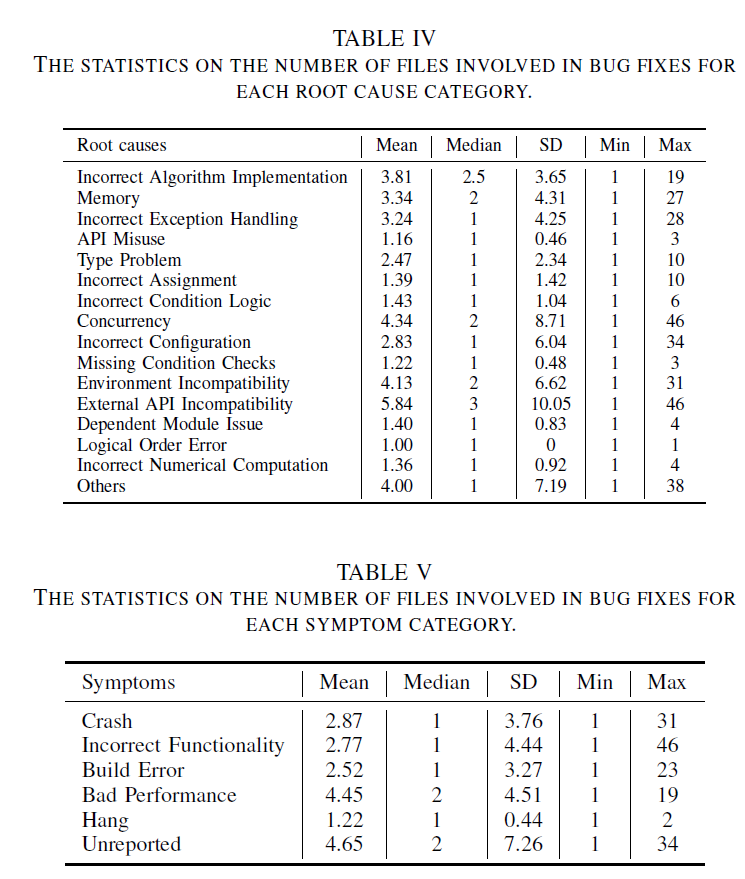 TABLE IV
THE STATISTICS ON THE NUMBER OF FILES INVOLVED IN BUG FIXES FOR
EACH ROOT CAUSE CATEGORY.
Root causes Mean Median SD Min Max
Incorrect Algorithm Implementation 3.81 2.5 3.65 1 19
Memory 3.34 2 4.31 1 27
Incorrect Exception Handling 3.24 1 4.25 1 28
API Misuse 1.16 1 0.46 1 3
Type Problem 2.47 1 2.34 1 10
Incorrect Assignment 1.39 1 1.42 1 10
Incorrect Condition Logic 1.43 1 1.04 1 6
Concurrency 4.34 2 8.71 1 46
Incorrect Configuration 2.83 1 6.04 1 34
Missing Condition Checks 1.22 1 0.48 1 3
Environment Incompatibility 4.13 2 6.62 1 31
External API Incompatibility 5.84 3 10.05 1 46
Dependent Module Issue 1.40 1 0.83 1 4
Logical Order Error 1.00 1 0 1 1
Incorrect Numerical Computation 1.36 1 0.92 1 4
Others 4.00 1 7.19 1 38
TABLE V
THE STATISTICS ON THE NUMBER OF FILES INVOLVED IN BUG FIXES FOR
EACH SYMPTOM CATEGORY.
Symptoms Mean Median SD Min Max
Crash 2.87 1 3.76 1 31
Incorrect Functionality 2.77 1 4.44 1 46
Build Error 2.52 1 3.27 1 23
Bad Performance 4.45 2 4.51 1 19
Hang 1.22 1 0.44 1 2
Unreported 4.65 2 7.26 1 34